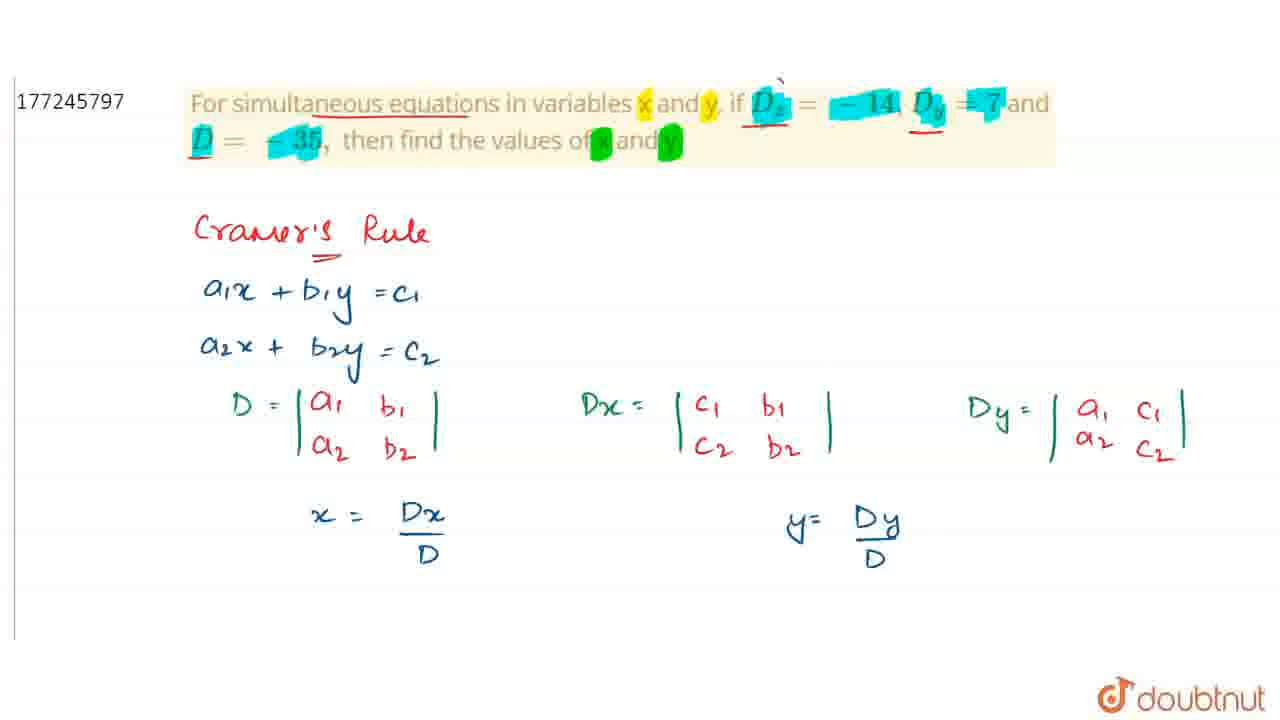 177245797
For simultaneous equations in variables x and y, if Dₓ = − 14, D_y = 7 and
D = − 35, then find the values of x and y.
Cramer's Rule
a₁x + b₁y = c₁
a₂x + b₂y = c₂
D = | a₁ b₁ | Dx = | c₁ b₁ | Dy = | a₁ c₁ |
| a₂ b₂ | | c₂ b₂ | | a₂ c₂ |
x = Dx y = Dy
D D
doubtnut